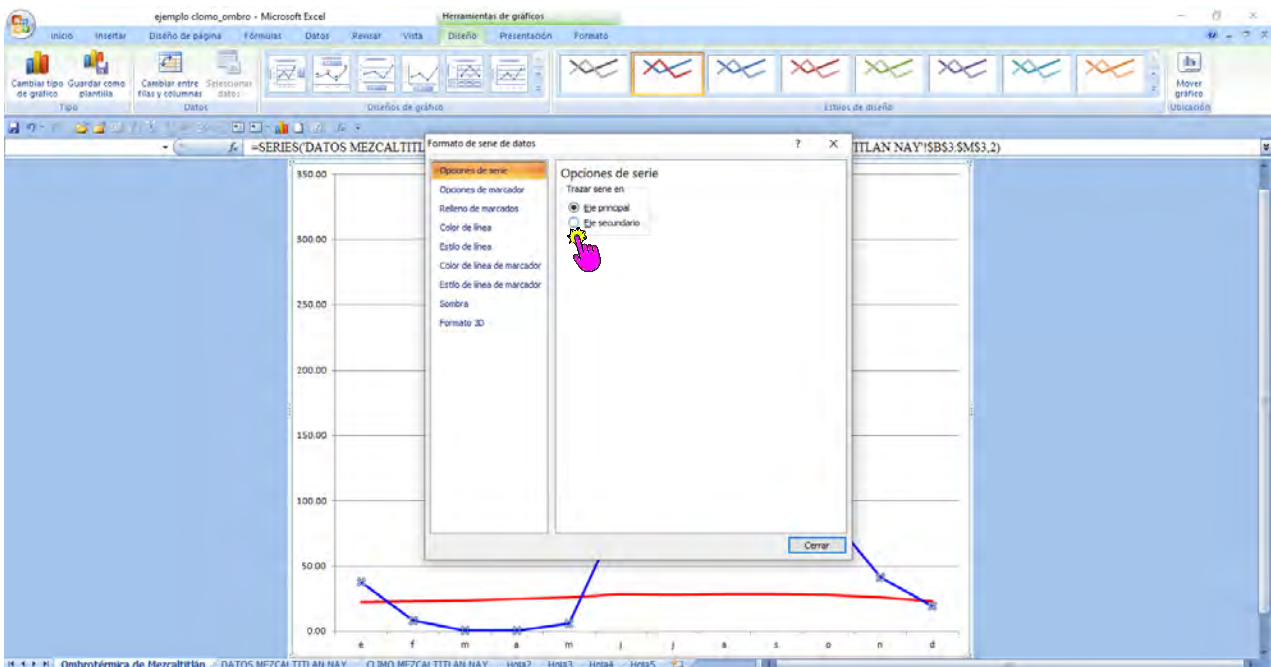 ejemplo clomo_ombro - Microsoft Excel
Herramientas de gráficos
Inicio Insertar Diseño de página Fórmulas Datos Revisar Vista Diseño Presentación Formato
Cambiar tipo de gráfico
Guardar como plantilla
Cambiar entre filas y columnas
Seleccionar datos
Mover gráfico
Tipo Datos Diseños de gráfico Estilos de diseño Ubicación
=SERIES('DATOS MEZCALTITL
TITLAN NAY'!$B$3:$M$3,2)
Formato de serie de datos ? X
Opciones de serie
Opciones de marcador
Relleno de marcados
Color de línea
Estilo de línea
Color de línea de marcador
Estilo de línea de marcador
Sombra
Formato 3D
Opciones de serie
Trazar serie en
Eje principal
Eje secundario
Cerrar
350.00
300.00
250.00
200.00
150.00
100.00
50.00
0.00
e f m a m j j a s o n d
Ombrotérmica de Mezcaltitlán DATOS MEZCALTITLAN NAY CLIMO MEZCALTITLAN NAY Hoja2 Hoja3 Hoja4 Hoja5